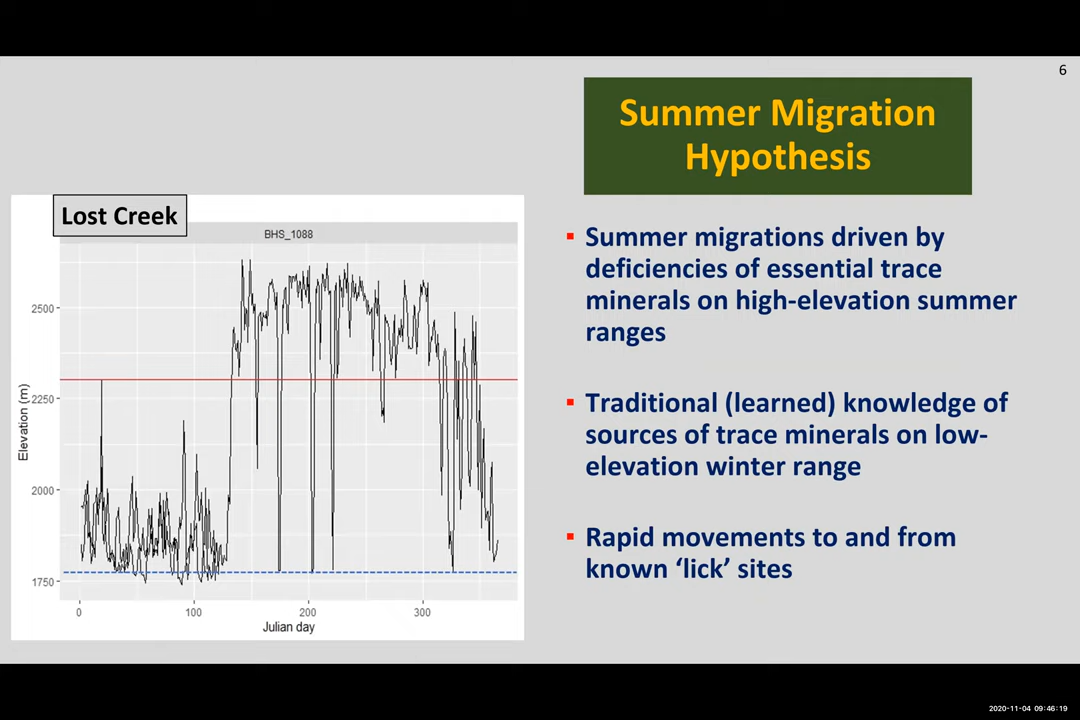 6
Summer Migration
Hypothesis
Lost Creek
BHS_1088
2500
2250
2000
1750
Elevation (m)
0 100 200 300
Julian day
▪ Summer migrations driven by
deficiencies of essential trace
minerals on high-elevation summer
ranges
▪ Traditional (learned) knowledge of
sources of trace minerals on low-
elevation winter range
▪ Rapid movements to and from
known ‘lick’ sites
2020-11-04 09:46:19